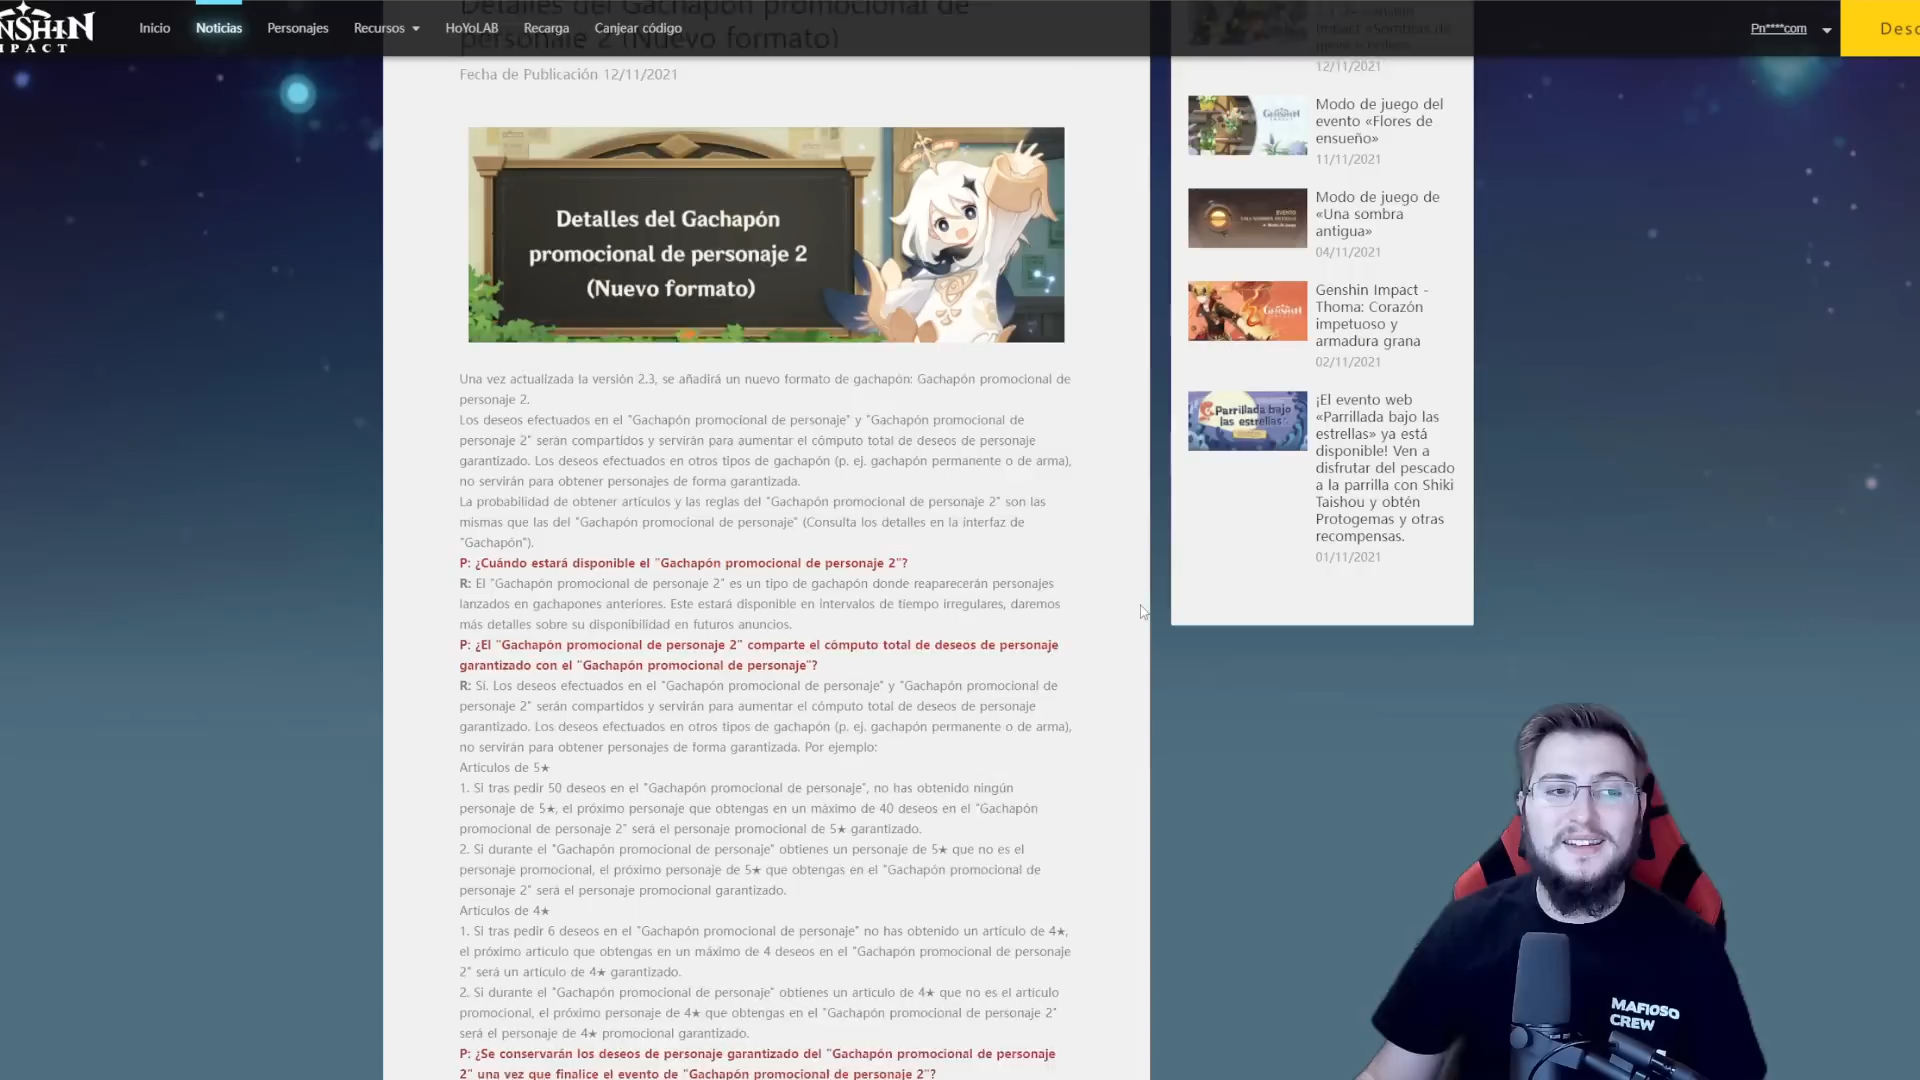 Detalles del Gachapón promocional de
personaje 2 (Nuevo formato)
GENSHIN
IMPACT
Inicio
Noticias
Personajes
Recursos
HoYoLAB
Recarga
Canjear código
Pn****com
Desc
Fecha de Publicación 12/11/2021
Detalles del Gachapón
promocional de personaje 2
(Nuevo formato)
Una vez actualizada la versión 2.3, se añadirá un nuevo formato de gachapón: Gachapón promocional de
personaje 2.
Los deseos efectuados en el "Gachapón promocional de personaje" y "Gachapón promocional de
personaje 2" serán compartidos y servirán para aumentar el cómputo total de deseos de personaje
garantizado. Los deseos efectuados en otros tipos de gachapón (p. ej. gachapón permanente o de arma),
no servirán para obtener personajes de forma garantizada.
La probabilidad de obtener artículos y las reglas del "Gachapón promocional de personaje 2" son las
mismas que las del "Gachapón promocional de personaje" (Consulta los detalles en la interfaz de
"Gachapón").
P: ¿Cuándo estará disponible el "Gachapón promocional de personaje 2"?
R: El "Gachapón promocional de personaje 2" es un tipo de gachapón donde reaparecerán personajes
lanzados en gachapones anteriores. Este estará disponible en intervalos de tiempo irregulares, daremos
más detalles sobre su disponibilidad en futuros anuncios.
P: ¿El "Gachapón promocional de personaje 2" comparte el cómputo total de deseos de personaje
garantizado con el "Gachapón promocional de personaje"?
R: Sí. Los deseos efectuados en el "Gachapón promocional de personaje" y "Gachapón promocional de
personaje 2" serán compartidos y servirán para aumentar el cómputo total de deseos de personaje
garantizado. Los deseos efectuados en otros tipos de gachapón (p. ej. gachapón permanente o de arma),
no servirán para obtener personajes de forma garantizada. Por ejemplo:
Artículos de 5★
1. Si tras pedir 50 deseos en el "Gachapón promocional de personaje", no has obtenido ningún
personaje de 5★, el próximo personaje que obtengas en un máximo de 40 deseos en el "Gachapón
promocional de personaje 2" será el personaje promocional de 5★ garantizado.
2. Si durante el "Gachapón promocional de personaje" obtienes un personaje de 5★ que no es el
personaje promocional, el próximo personaje de 5★ que obtengas en el "Gachapón promocional de
personaje 2" será el personaje promocional garantizado.
Artículos de 4★
1. Si tras pedir 6 deseos en el "Gachapón promocional de personaje" no has obtenido un artículo de 4★,
el próximo artículo que obtengas en un máximo de 4 deseos en el "Gachapón promocional de personaje
2" será un artículo de 4★ garantizado.
2. Si durante el "Gachapón promocional de personaje" obtienes un artículo de 4★ que no es el artículo
promocional, el próximo personaje de 4★ que obtengas en el "Gachapón promocional de personaje 2"
será el personaje de 4★ promocional garantizado.
P: ¿Se conservarán los deseos de personaje garantizado del "Gachapón promocional de personaje
2" una vez que finalice el evento de "Gachapón promocional de personaje 2"?
12/11/2021
GENSHIN
Modo de juego del
evento «Flores de
ensueño»
11/11/2021
Modo de juego de
«Una sombra
antigua»
04/11/2021
GENSHIN
Genshin Impact -
Thoma: Corazón
impetuoso y
armadura grana
02/11/2021
Parrillada bajo
las estrellas
¡El evento web
«Parrillada bajo las
estrellas» ya está
disponible! Ven a
disfrutar del pescado
a la parrilla con Shiki
Taishou y obtén
Protogemas y otras
recompensas.
01/11/2021
MAFIOSO
CREW